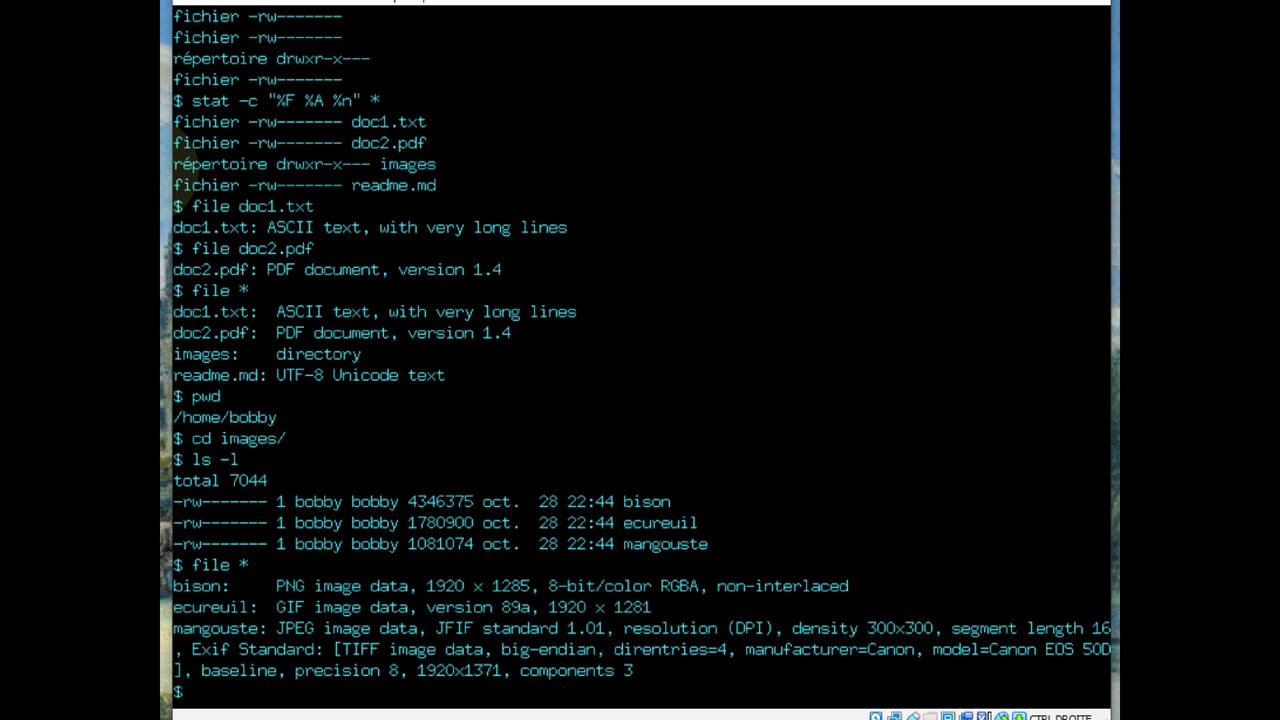 fichier -rw-------
fichier -rw-------
répertoire drwxr-x---
fichier -rw-------
$ stat -c "%F %A %n" *
fichier -rw------- doc1.txt
fichier -rw------- doc2.pdf
répertoire drwxr-x--- images
fichier -rw------- readme.md
$ file doc1.txt
doc1.txt: ASCII text, with very long lines
$ file doc2.pdf
doc2.pdf: PDF document, version 1.4
$ file *
doc1.txt:  ASCII text, with very long lines
doc2.pdf:  PDF document, version 1.4
images:    directory
readme.md: UTF-8 Unicode text
$ pwd
/home/bobby
$ cd images/
$ ls -l
total 7044
-rw------- 1 bobby bobby 4346375 oct.  28 22:44 bison
-rw------- 1 bobby bobby 1780900 oct.  28 22:44 ecureuil
-rw------- 1 bobby bobby 1081074 oct.  28 22:44 mangouste
$ file *
bison:     PNG image data, 1920 x 1285, 8-bit/color RGBA, non-interlaced
ecureuil:  GIF image data, version 89a, 1920 x 1281
mangouste: JPEG image data, JFIF standard 1.01, resolution (DPI), density 300x300, segment length 16
, Exif Standard: [TIFF image data, big-endian, direntries=4, manufacturer=Canon, model=Canon EOS 50D
], baseline, precision 8, 1920x1371, components 3
$
CTRL DROITE